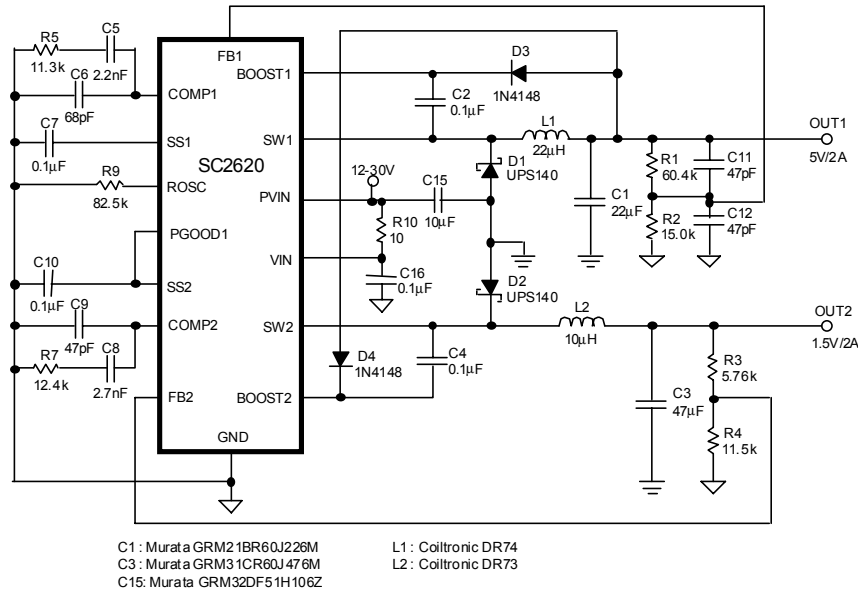 R5
11.3k
C5
2.2nF
C6
68pF
C7
0.1µF
R9
82.5k
C10
0.1µF
C9
47pF
R7
12.4k
C8
2.7nF
FB1
BOOST1
COMP1
SW1
SS1
SC2620
ROSC
PVIN
PGOOD1
VIN
SS2
COMP2
SW2
FB2
BOOST2
GND
D3
1N4148
C2
0.1µF
L1
22µH
12-30V
C15
10µF
R10
10
C16
0.1µF
D1
UPS140
D2
UPS140
C1
22µF
R1
60.4k
R2
15.0k
C11
47pF
C12
47pF
OUT1
5V/2A
D4
1N4148
C4
0.1µF
L2
10µH
C3
47µF
R3
5.76k
R4
11.5k
OUT2
1.5V/2A
C1 : Murata GRM21BR60J226M
L1 : Coiltronic DR74
C3 : Murata GRM31CR60J476M
L2 : Coiltronic DR73
C15: Murata GRM32DF51H106Z